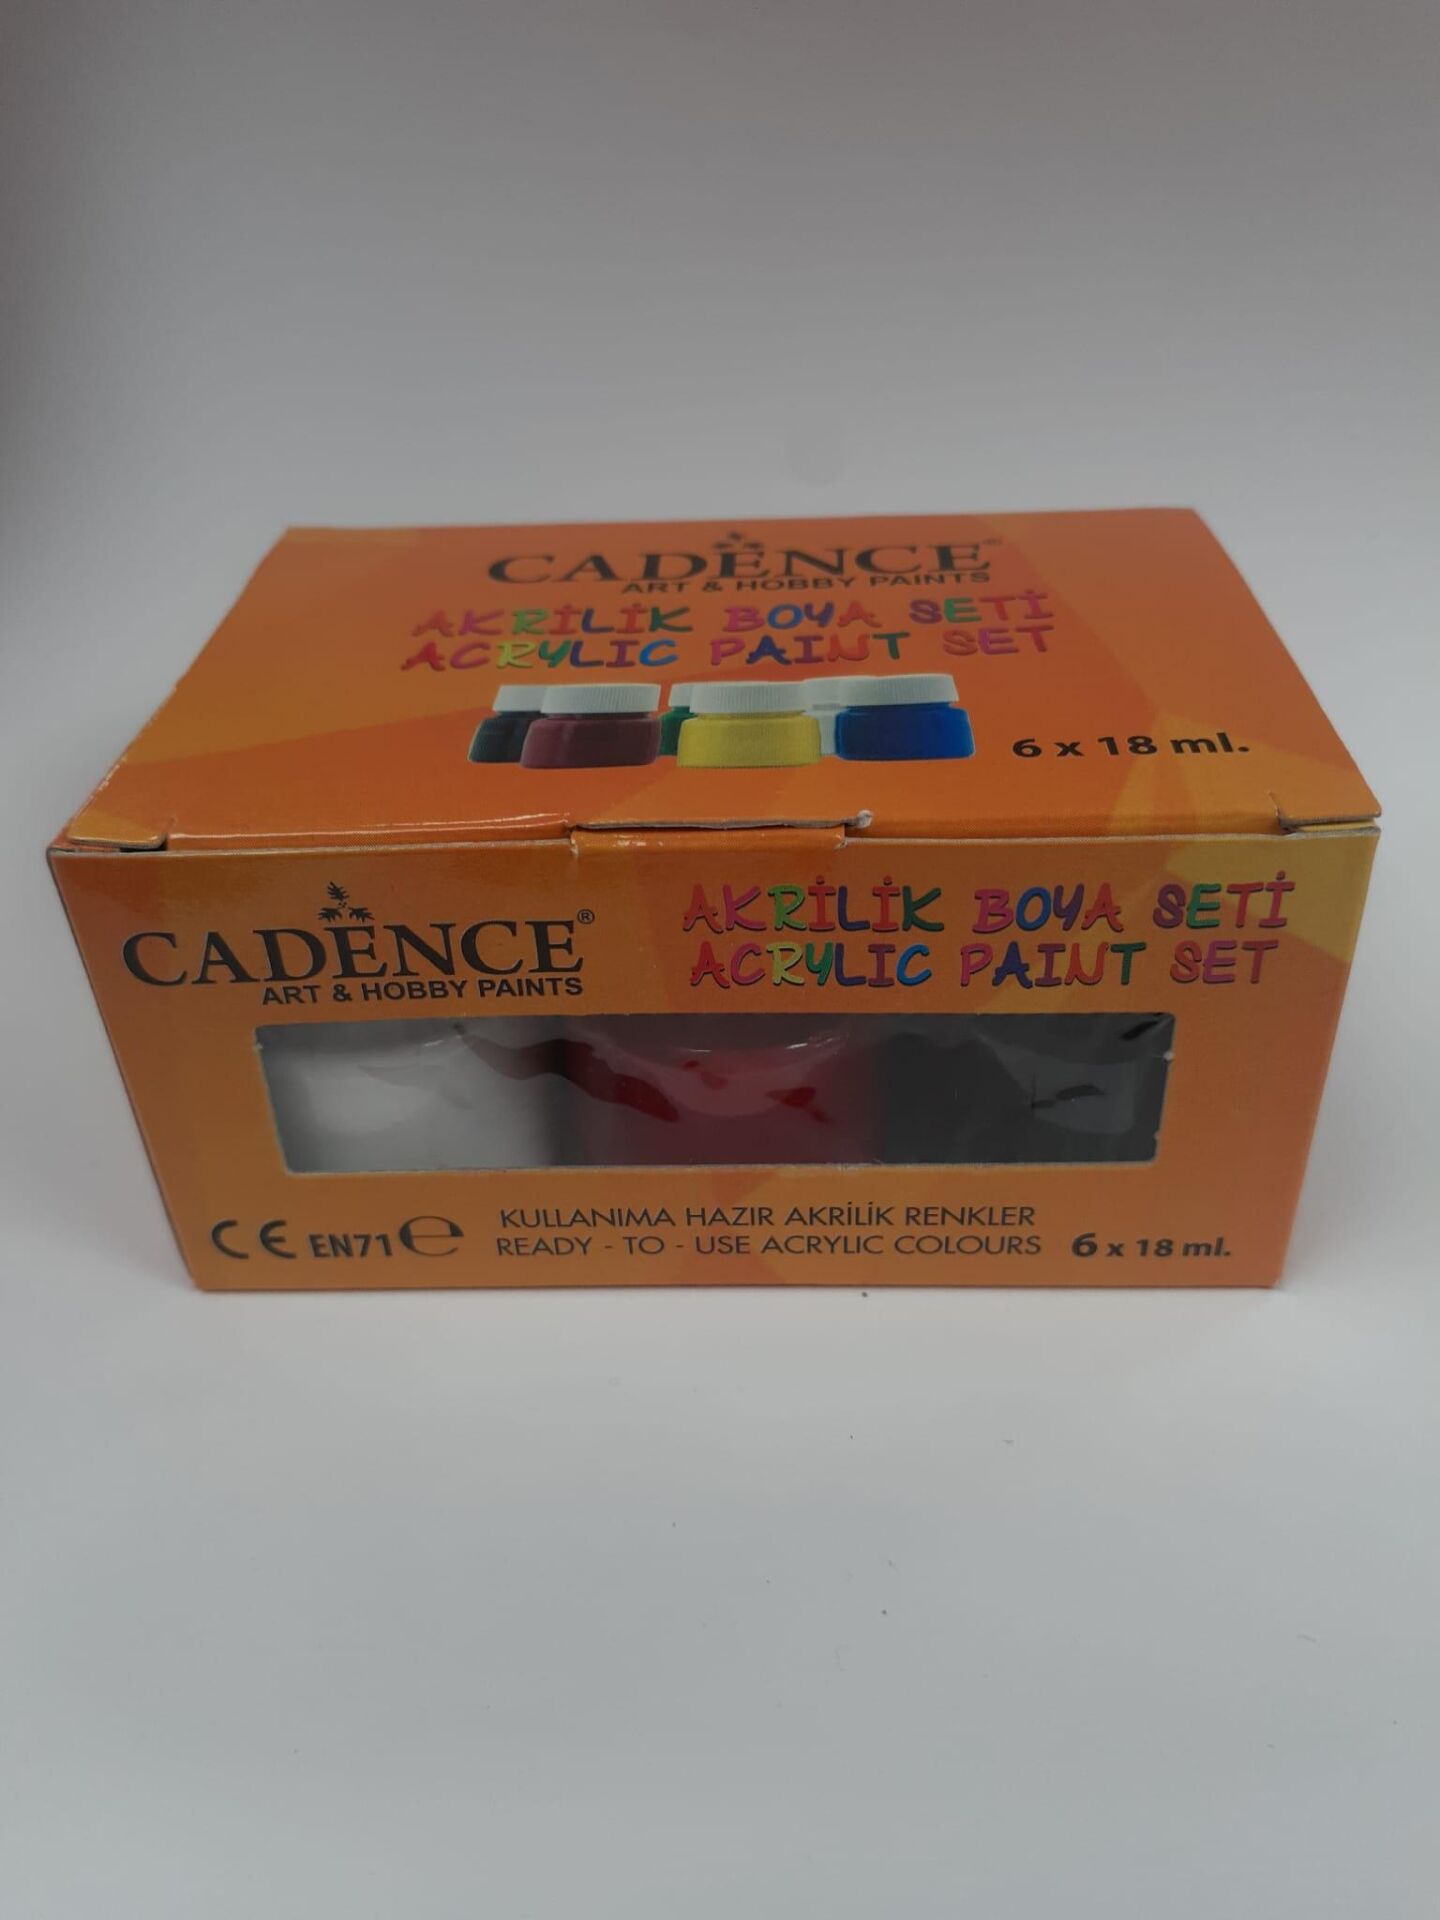 CADENCE®
ART & HOBBY PAINTS
AKRİLİK BOYA SETİ
ACRYLIC PAINT SET
6 x 18 ml.
CADENCE®
ART & HOBBY PAINTS
AKRİLİK BOYA SETİ
ACRYLIC PAINT SET
CE EN71 e
KULLANIMA HAZIR AKRİLİK RENKLER
READY - TO - USE ACRYLIC COLOURS
6 x 18 ml.